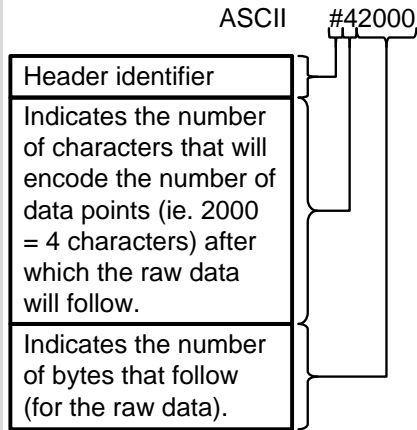 ASCII #42000
Header identifier
Indicates the number
of characters that will
encode the number of
data points (ie. 2000
= 4 characters) after
which the raw data
will follow.
Indicates the number
of bytes that follow
(for the raw data).